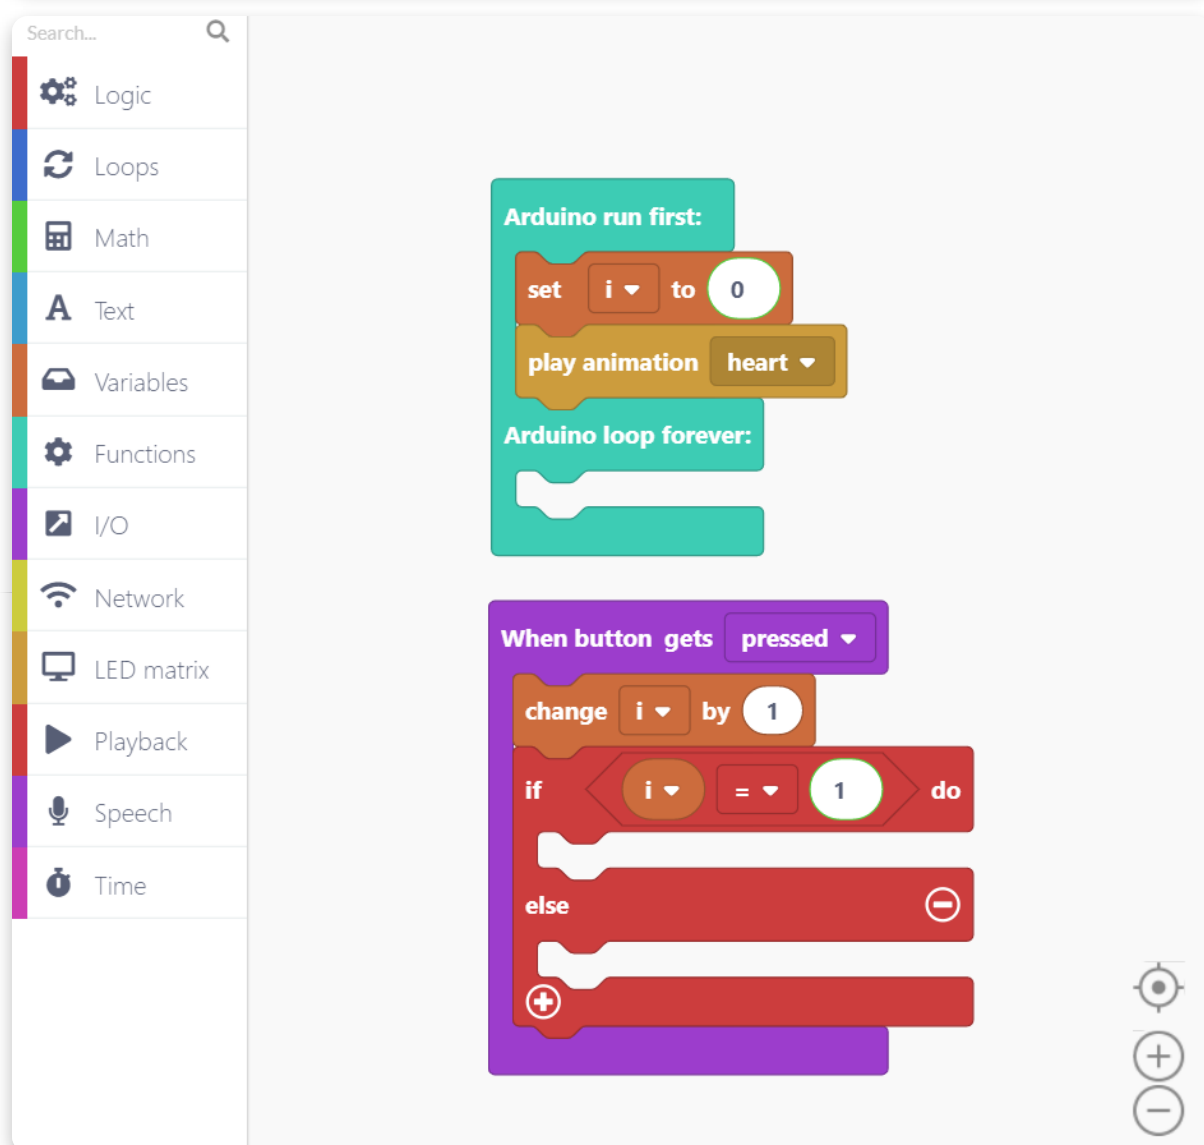 Search...
Logic
Loops
Math
Text
Variables
Functions
I/O
Network
LED matrix
Playback
Speech
Time
Arduino run first:
set i to 0
play animation heart
Arduino loop forever:
When button gets pressed
change i by 1
if i = 1 do
else